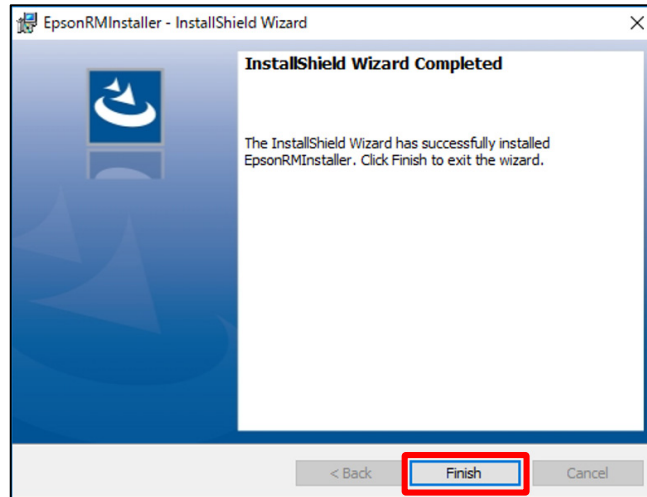 EpsonRMInstaller - InstallShield Wizard
InstallShield Wizard Completed
The InstallShield Wizard has successfully installed
EpsonRMInstaller. Click Finish to exit the wizard.
< Back
Finish
Cancel